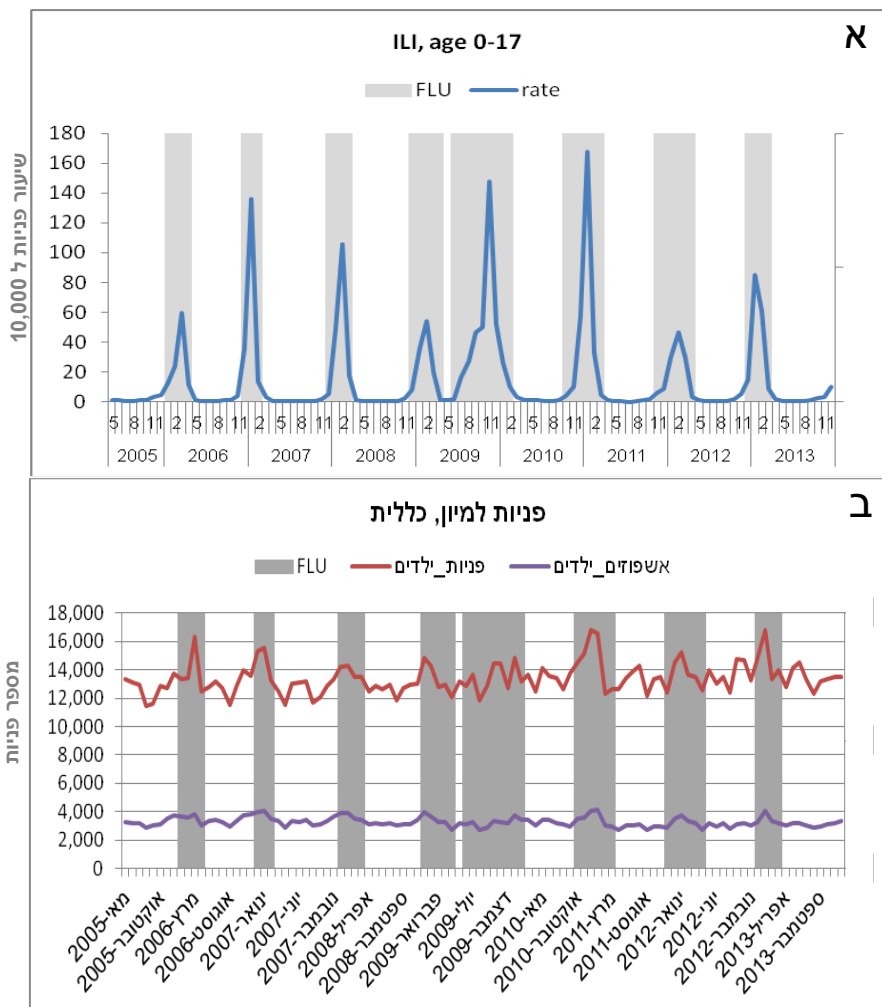 א
ILI, age 0-17
FLU rate
שיעור פניות ל 10,000
180
160
140
120
100
80
60
40
20
0
5 8 11 2 5 8 11 2 5 8 11 2 5 8 11 2 5 8 11 2 5 8 11 2 5 8 11 2 5 8 11 2 5 8 11
2005 2006 2007 2008 2009 2010 2011 2012 2013
ב
פניות למיון, כללית
FLU פניות_ילדים אשפוזים_ילדים
מספר פניות
18,000
16,000
14,000
12,000
10,000
8,000
6,000
4,000
2,000
0
מאי-2005
אוקטובר-2005
מרץ-2006
אוגוסט-2006
ינואר-2007
יוני-2007
נובמבר-2007
אפריל-2008
ספטמבר-2008
פברואר-2009
יולי-2009
דצמבר-2009
מאי-2010
אוקטובר-2010
מרץ-2011
אוגוסט-2011
ינואר-2012
יוני-2012
נובמבר-2012
אפריל-2013
ספטמבר-2013